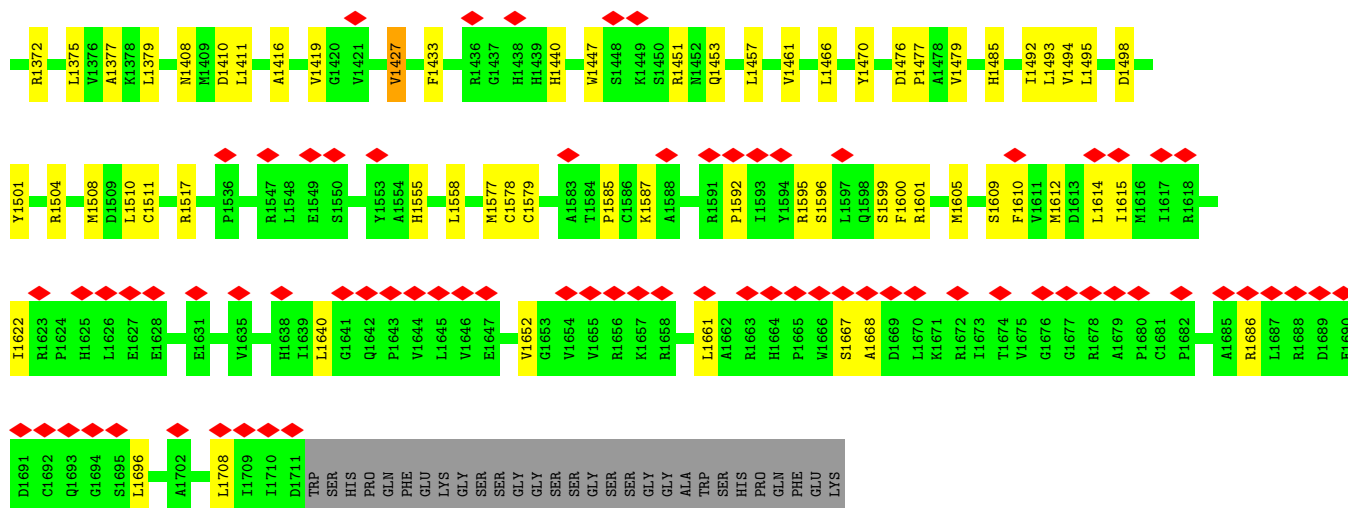 R1372 L1375 V1376 A1377 K1378 L1379 N1408 M1409 D1410 L1411 A1416 V1419 G1420 V1421 V1427 F1433 R1436 G1437 H1438 H1439 H1440 W1447 S1448 K1449 S1450 R1451 N1452 Q1453 L1457 V1461 L1466 Y1470 D1476 P1477 A1478 V1479 H1485 I1492 L1493 V1494 L1495 D1498
Y1501 R1504 M1508 D1509 L1510 C1511 R1517 P1536 R1547 L1548 E1549 S1550 Y1553 A1554 H1555 L1558 M1577 C1578 C1579 A1583 T1584 P1585 C1586 K1587 A1588 R1591 P1592 I1593 Y1594 R1595 S1596 L1597 Q1598 S1599 F1600 R1601 M1605 S1609 F1610 V1611 M1612 D1613 L1614 I1615 M1616 I1617 R1618
I1622 R1623 P1624 H1625 L1626 E1627 E1628 E1631 V1635 H1638 I1639 L1640 G1641 Q1642 P1643 V1644 L1645 V1646 E1647 V1652 G1653 V1654 V1655 R1656 K1657 R1658 L1661 A1662 R1663 H1664 P1665 W1666 S1667 A1668 D1669 L1670 K1671 R1672 I1673 T1674 V1675 G1676 G1677 R1678 A1679 P1680 C1681 P1682 A1685 R1686 L1687 R1688 D1689 F1690
D1691 C1692 Q1693 G1694 S1695 L1696 A1702 L1708 I1709 I1710 D1711 TRP SER HIS PRO GLN PHE GLU LYS GLY SER SER GLY GLY SER SER GLY SER SER GLY GLY ALA TRP SER HIS PRO GLN PHE GLU LYS